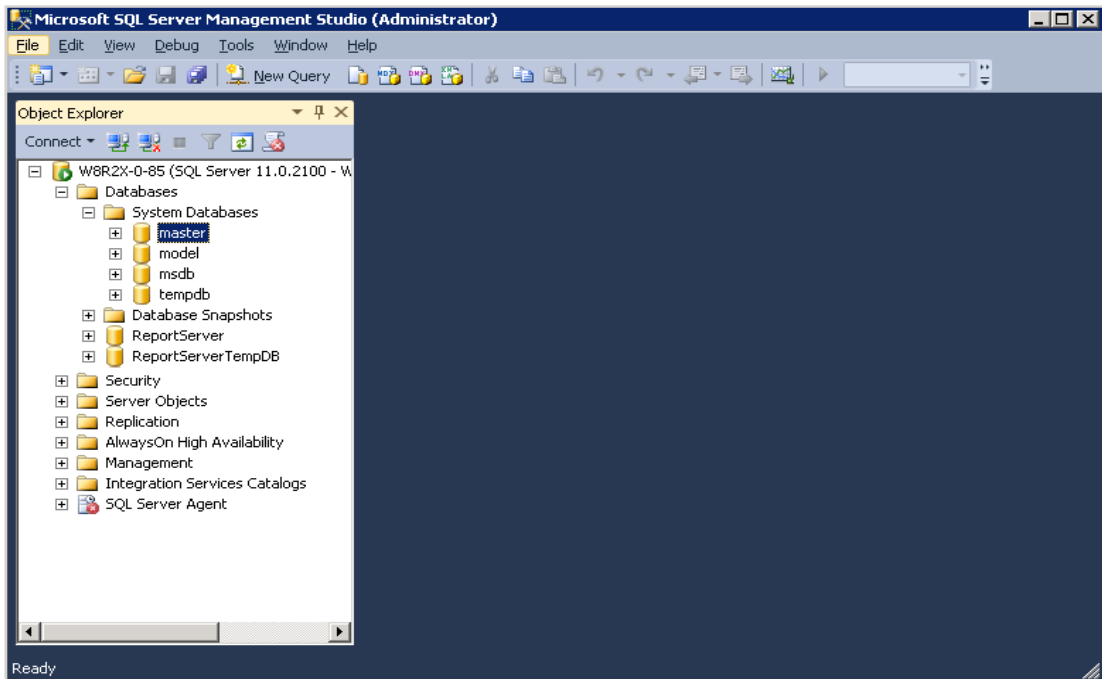 Microsoft SQL Server Management Studio (Administrator)
File Edit View Debug Tools Window Help
New Query
Object Explorer
Connect
W8R2X-0-85 (SQL Server 11.0.2100 - W
Databases
System Databases
master
model
msdb
tempdb
Database Snapshots
ReportServer
ReportServerTempDB
Security
Server Objects
Replication
AlwaysOn High Availability
Management
Integration Services Catalogs
SQL Server Agent
Ready